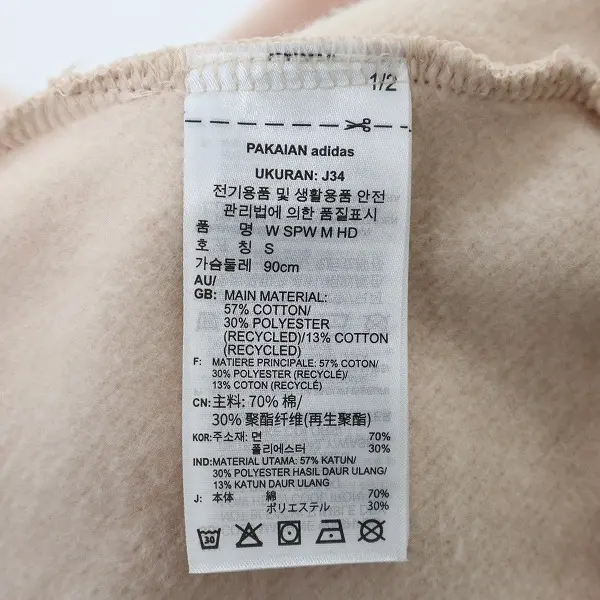 1/2
PAKAIAN adidas
UKURAN: J34
전기용품 및 생활용품 안전
관리법에 의한 품질표시
품 명 W SPW M HD
호 칭 S
가슴둘레 90cm
AU/
GB: MAIN MATERIAL:
57% COTTON/
30% POLYESTER
(RECYCLED)/13% COTTON
(RECYCLED)
F: MATIERE PRINCIPALE: 57% COTON/
30% POLYESTER (RECYCLÉ)/
13% COTON (RECYCLÉ)
CN:主料: 70% 棉/
30% 聚酯纤维(再生聚酯)
KOR:주소재: 면 70%
폴리에스터 30%
IND:MATERIAL UTAMA: 57% KATUN/
30% POLYESTER HASIL DAUR ULANG/
13% KATUN DAUR ULANG
J: 本体 綿 70%
ポリエステル 30%
30